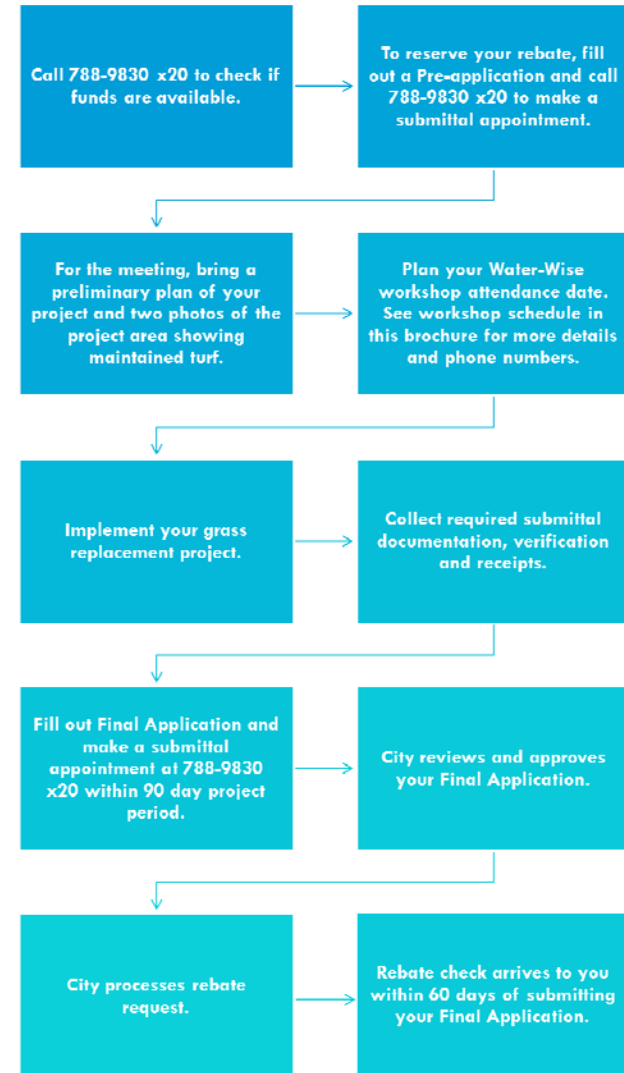 Call 788-9830 x20 to check if
funds are available.
To reserve your rebate, fill
out a Pre-application and call
788-9830 x20 to make a
submittal appointment.
For the meeting, bring a
preliminary plan of your
project and two photos of the
project area showing
maintained turf.
Plan your Water-Wise
workshop attendance date.
See workshop schedule in
this brochure for more details
and phone numbers.
Implement your grass
replacement project.
Collect required submittal
documentation, verification
and receipts.
Fill out Final Application and
make a submittal
appointment at 788-9830
x20 within 90 day project
period.
City reviews and approves
your Final Application.
City processes rebate
request.
Rebate check arrives to you
within 60 days of submitting
your Final Application.